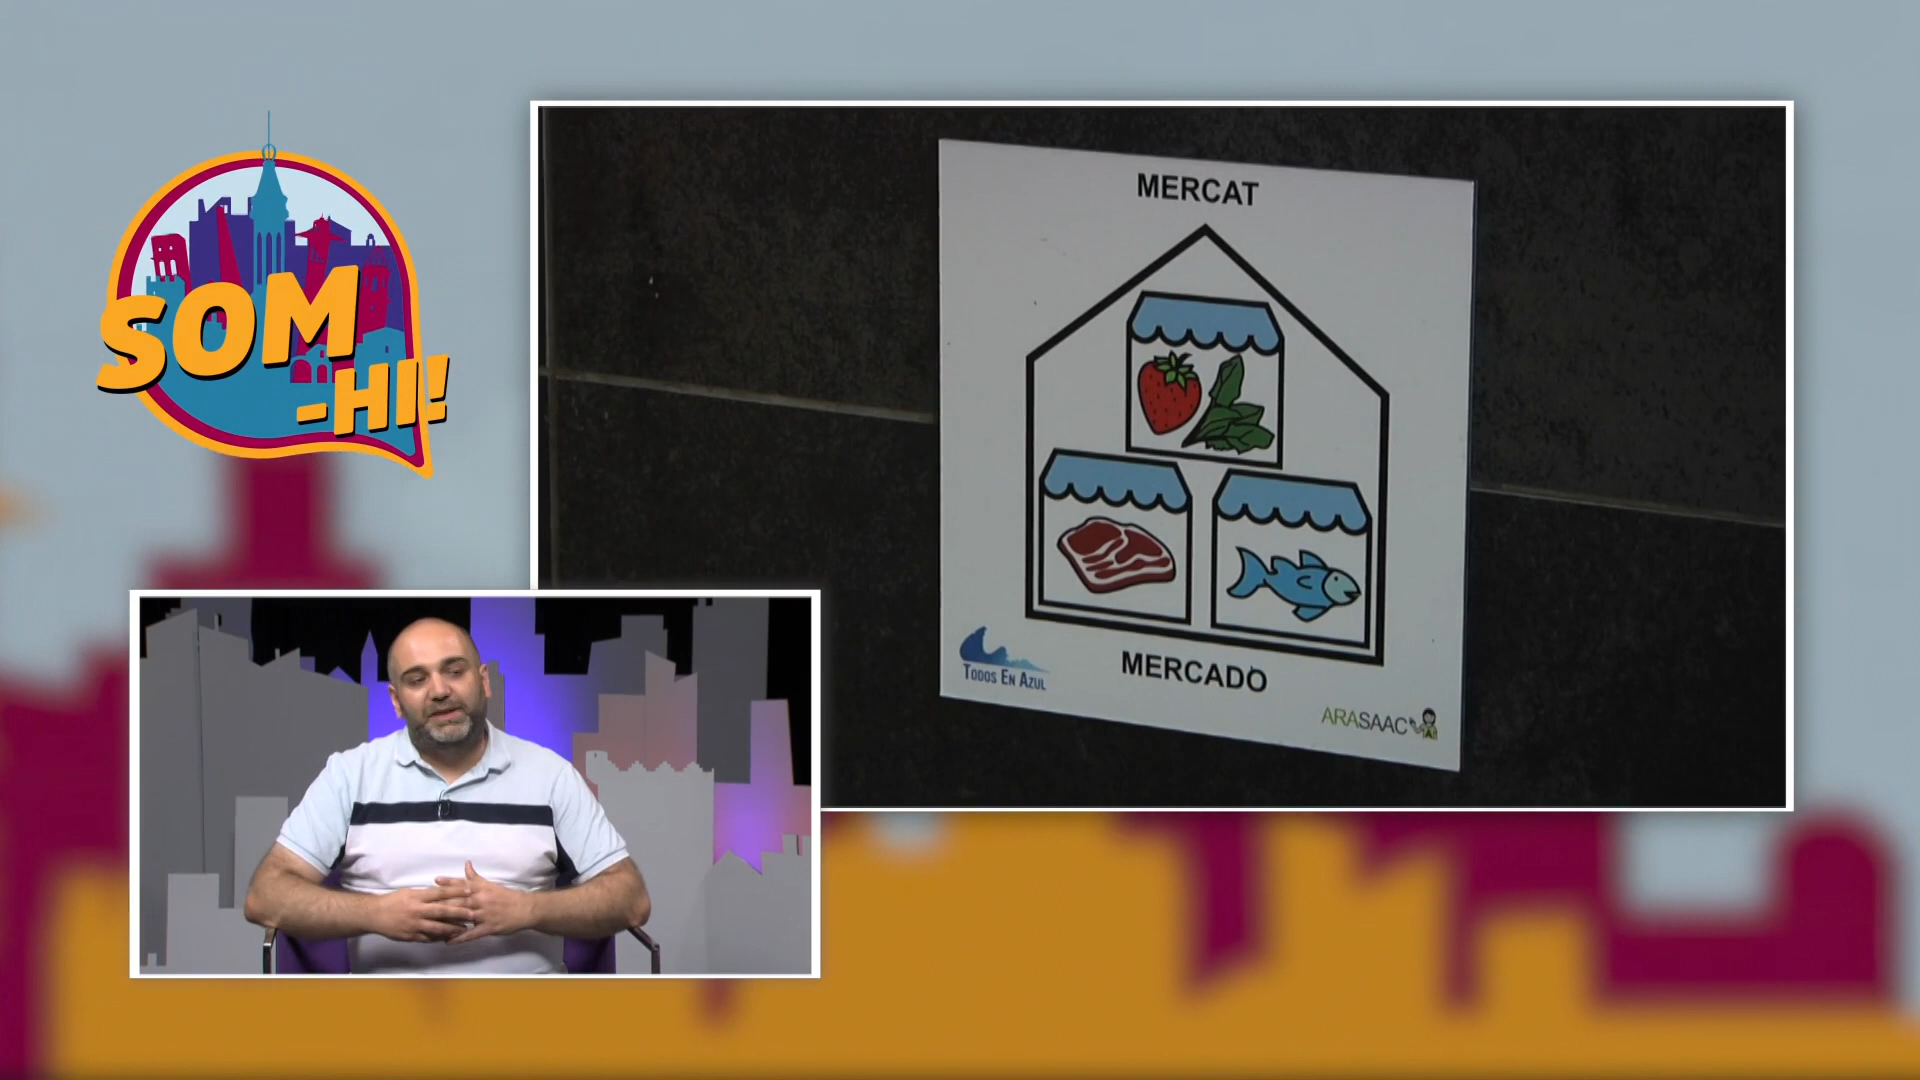 SOM
-HI!
MERCAT
MERCADO
TODOS EN AZUL
ARASAAC